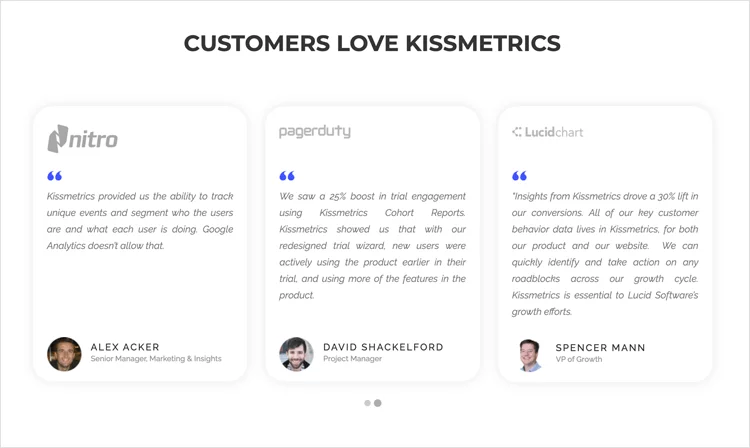 CUSTOMERS LOVE KISSMETRICS
nitro
Kissmetrics provided us the ability to track
unique events and segment who the users
are and what each user is doing. Google
Analytics doesn't allow that.
ALEX ACKER
Senior Manager, Marketing & Insights
pagerduty
We saw a 25% boost in trial engagement
using Kissmetrics Cohort Reports.
Kissmetrics showed us that with our
redesigned trial wizard, new users were
actively using the product earlier in their
trial, and using more of the features in the
product.
DAVID SHACKELFORD
Project Manager
Lucidchart
"Insights from Kissmetrics drove a 30% lift in
our conversions. All of our key customer
behavior data lives in Kissmetrics, for both
our product and our website. We can
quickly identify and take action on any
roadblocks across our growth cycle.
Kissmetrics is essential to Lucid Software's
growth efforts.
SPENCER MANN
VP of Growth